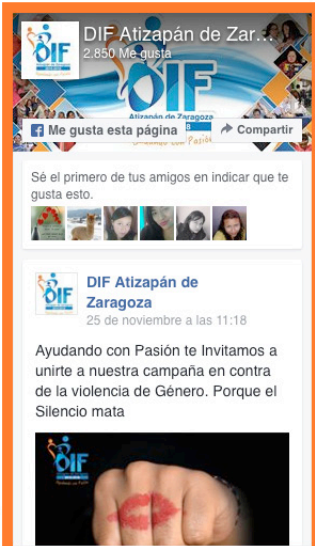 DIF Atizapán de Zar...
2.850 Me gusta
DIF
DIF
Atizapán de Zaragoza
Me gusta esta página
Compartir
Sé el primero de tus amigos en indicar que te
gusta esto.
DIF
DIF Atizapán de
Zaragoza
25 de noviembre a las 11:18
Ayudando con Pasión te Invitamos a
unirte a nuestra campaña en contra
de la violencia de Género. Porque el
Silencio mata
DIF